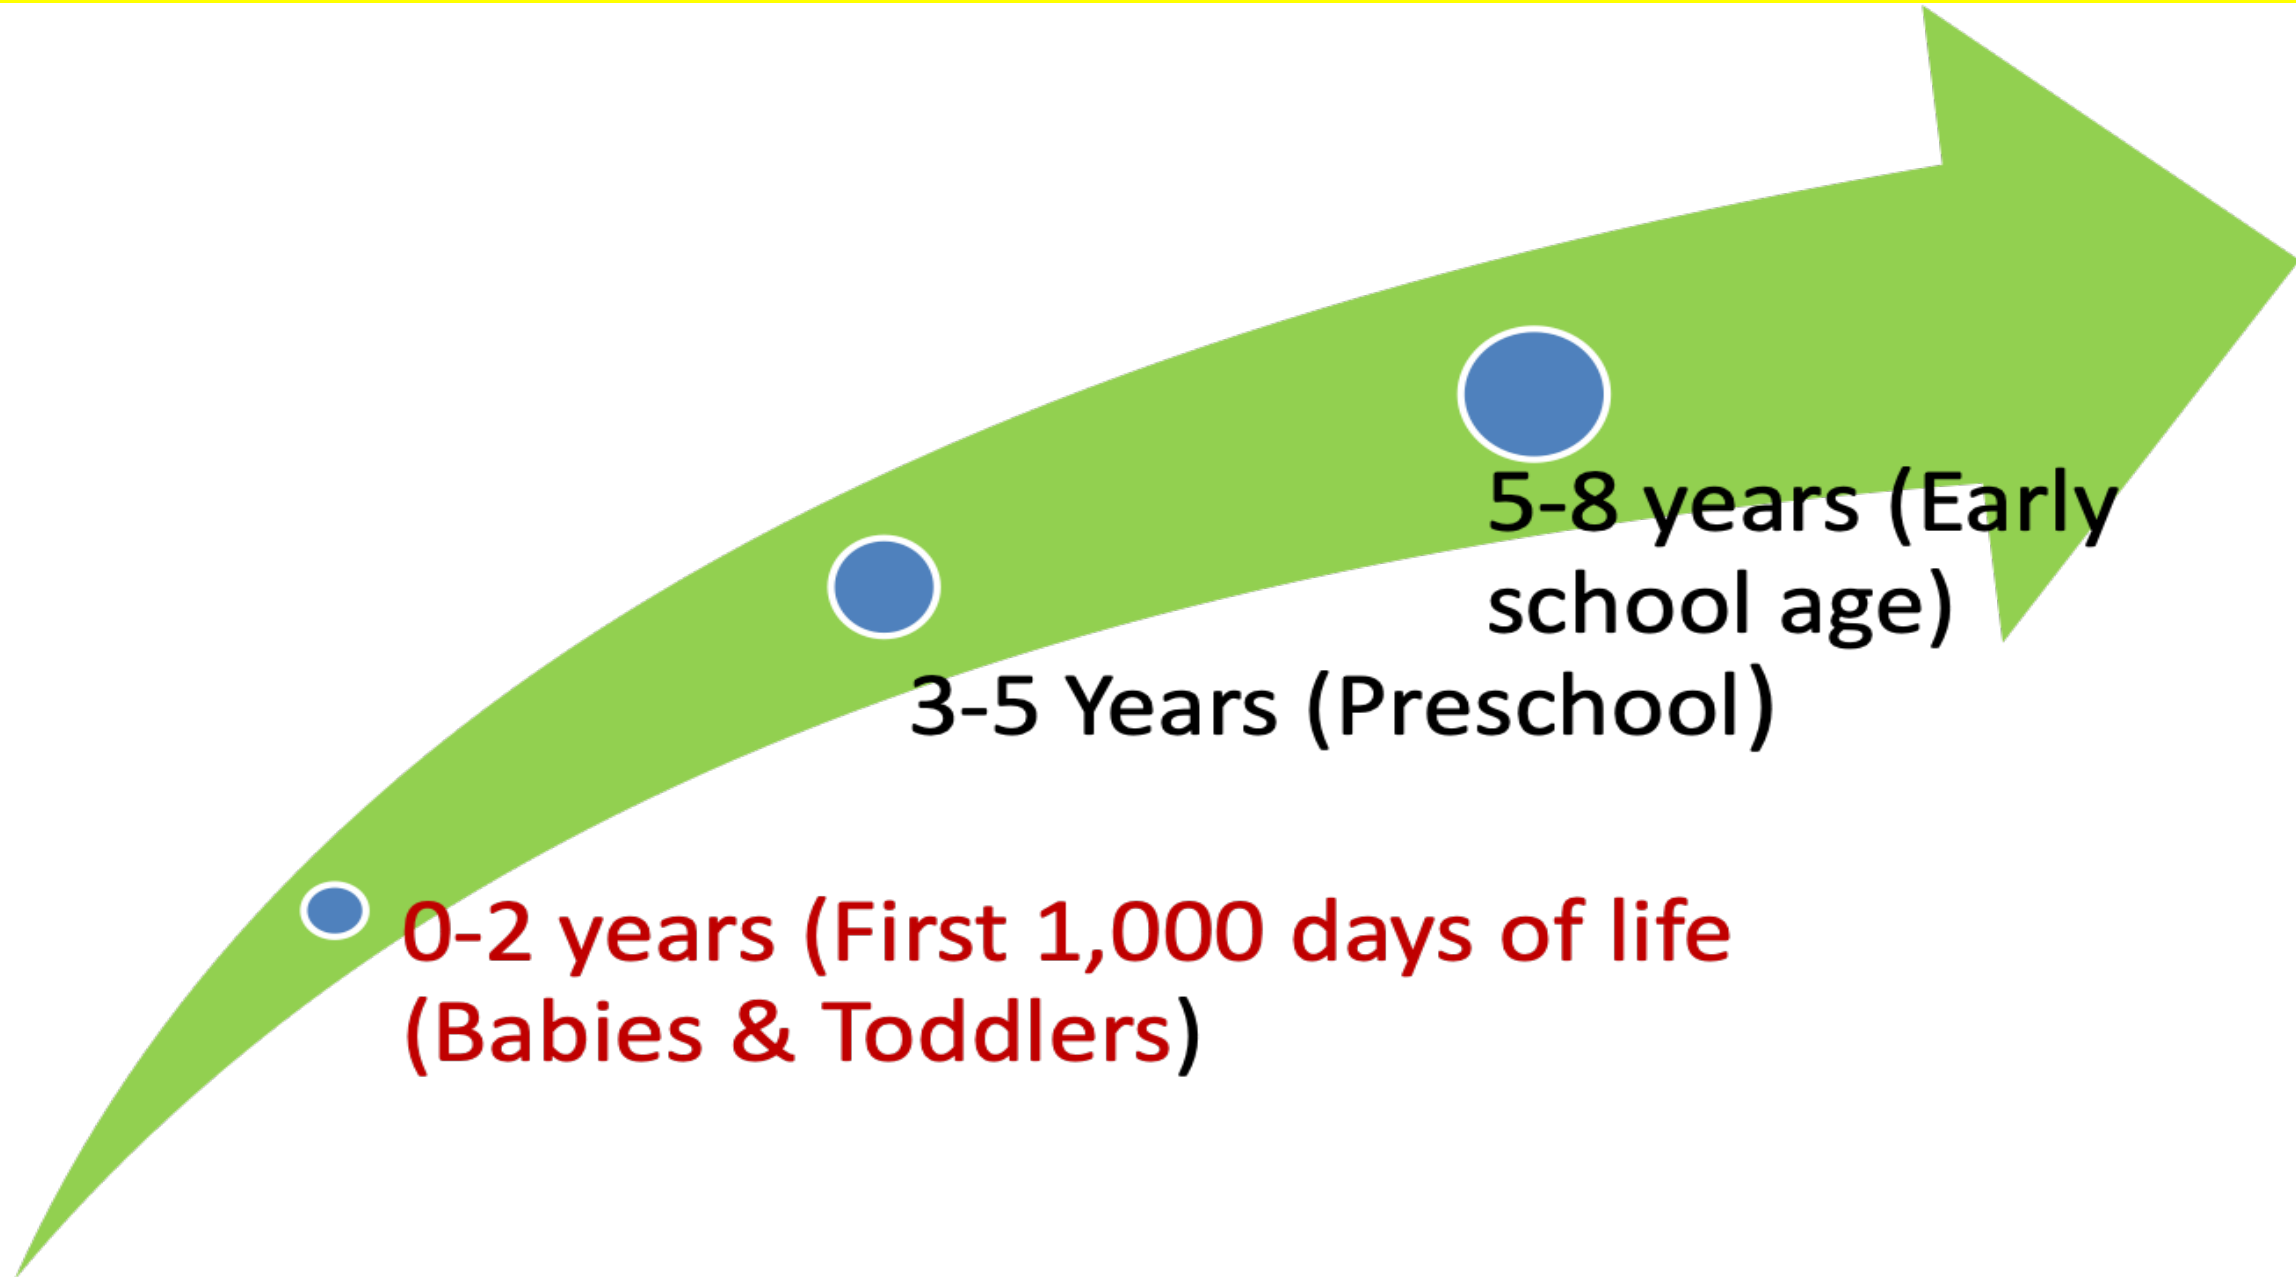 5-8 years (Early
school age)
3-5 Years (Preschool)
0-2 years (First 1,000 days of life
(Babies & Toddlers)